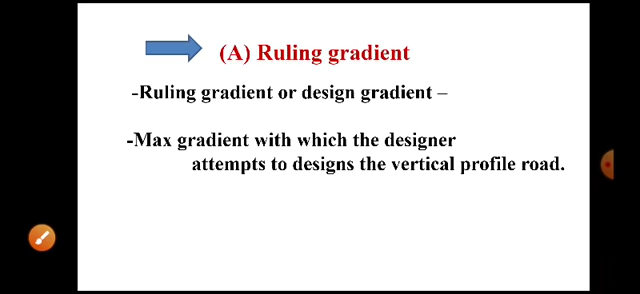 (A) Ruling gradient
-Ruling gradient or design gradient –
-Max gradient with which the designer
attempts to designs the vertical profile road.